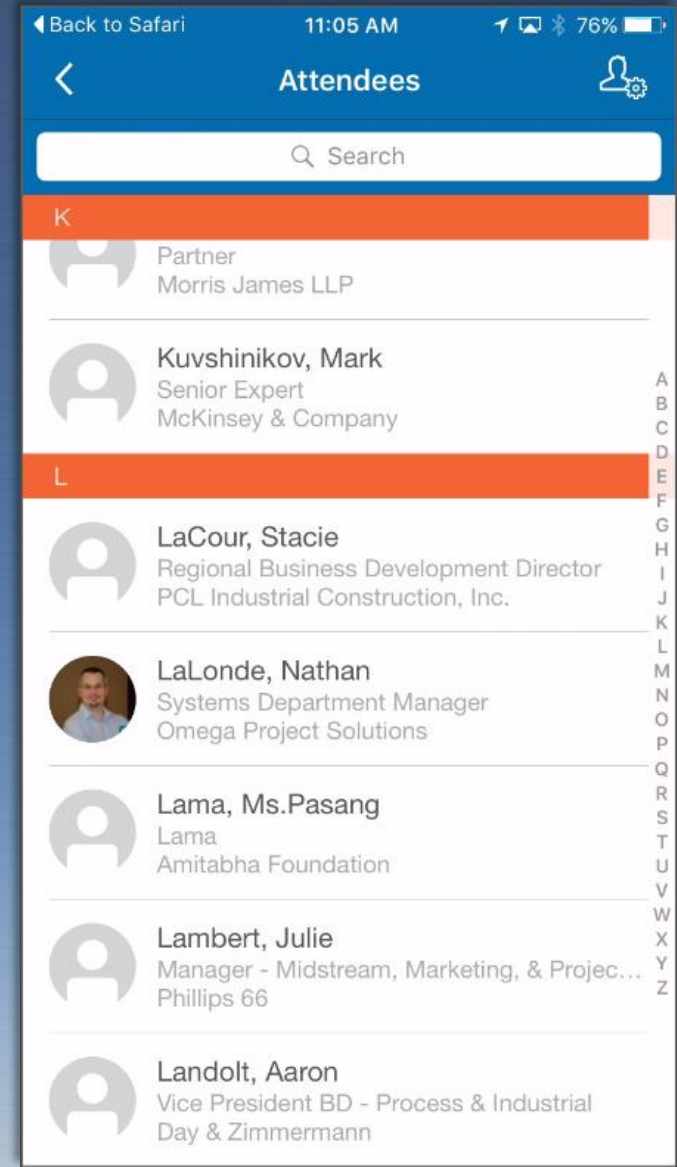 Back to Safari 11:05 AM 76%
Attendees
Search
K
Partner
Morris James LLP
Kuvshinikov, Mark
Senior Expert
McKinsey & Company
L
LaCour, Stacie
Regional Business Development Director
PCL Industrial Construction, Inc.
LaLonde, Nathan
Systems Department Manager
Omega Project Solutions
Lama, Ms.Pasang
Lama
Amitabha Foundation
Lambert, Julie
Manager - Midstream, Marketing, & Projec...
Phillips 66
Landolt, Aaron
Vice President BD - Process & Industrial
Day & Zimmermann
A
B
C
D
E
F
G
H
I
J
K
L
M
N
O
P
Q
R
S
T
U
V
W
X
Y
Z